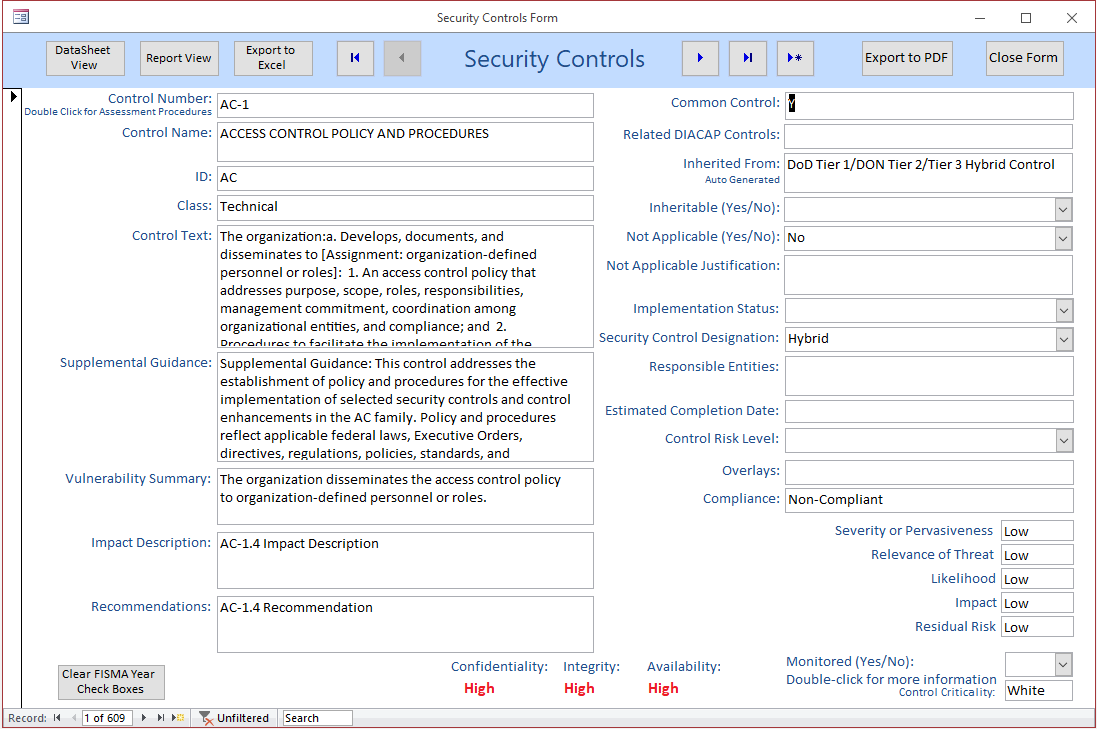 Security Controls Form
DataSheet
View
Report View
Export to
Excel
Security Controls
Export to PDF
Close Form
Control Number:
Double Click for Assessment Procedures
AC-1
Control Name:
ACCESS CONTROL POLICY AND PROCEDURES
ID:
AC
Class:
Technical
Control Text:
The organization:a. Develops, documents, and
disseminates to [Assignment: organization-defined
personnel or roles]:  1. An access control policy that
addresses purpose, scope, roles, responsibilities,
management commitment, coordination among
organizational entities, and compliance; and  2.
Procedures to facilitate the implementation of the
Supplemental Guidance:
Supplemental Guidance: This control addresses the
establishment of policy and procedures for the effective
implementation of selected security controls and control
enhancements in the AC family. Policy and procedures
reflect applicable federal laws, Executive Orders,
directives, regulations, policies, standards, and
Vulnerability Summary:
The organization disseminates the access control policy
to organization-defined personnel or roles.
Impact Description:
AC-1.4 Impact Description
Recommendations:
AC-1.4 Recommendation
Common Control:
Y
Related DIACAP Controls:
Inherited From:
Auto Generated
DoD Tier 1/DON Tier 2/Tier 3 Hybrid Control
Inheritable (Yes/No):
Not Applicable (Yes/No):
No
Not Applicable Justification:
Implementation Status:
Security Control Designation:
Hybrid
Responsible Entities:
Estimated Completion Date:
Control Risk Level:
Overlays:
Compliance:
Non-Compliant
Severity or Pervasiveness
Low
Relevance of Threat
Low
Likelihood
Low
Impact
Low
Residual Risk
Low
Clear FISMA Year
Check Boxes
Confidentiality:
High
Integrity:
High
Availability:
High
Monitored (Yes/No):
Double-click for more information
Control Criticality:
White
Record:
1 of 609
Unfiltered
Search